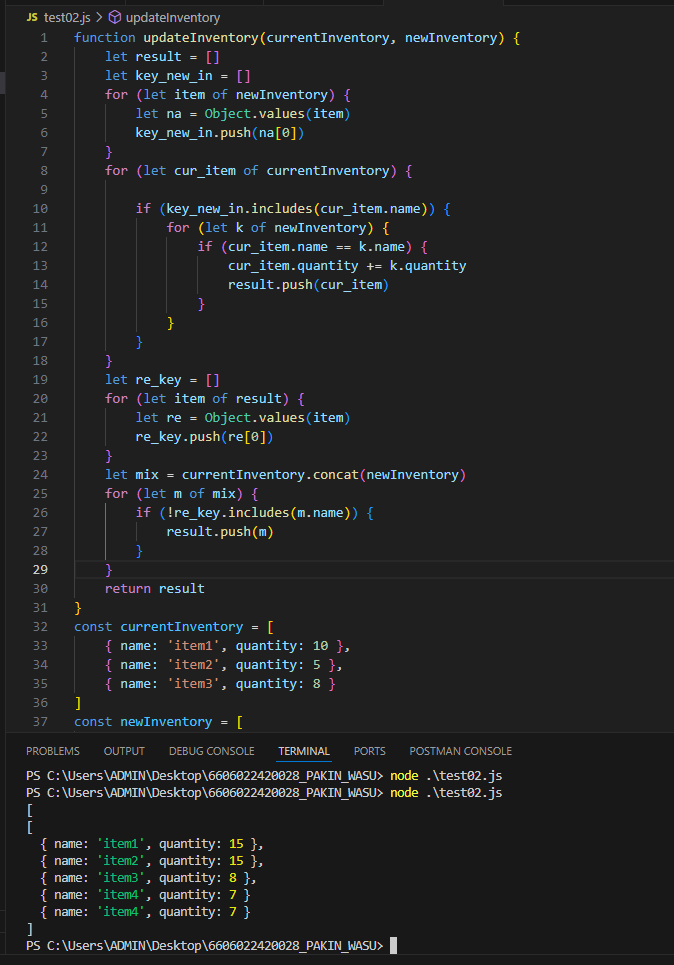 JS test02.js > updateInventory
1 function updateInventory(currentInventory, newInventory) {
2     let result = []
3     let key_new_in = []
4     for (let item of newInventory) {
5         let na = Object.values(item)
6         key_new_in.push(na[0])
7     }
8     for (let cur_item of currentInventory) {
9
10         if (key_new_in.includes(cur_item.name)) {
11             for (let k of newInventory) {
12                 if (cur_item.name == k.name) {
13                     cur_item.quantity += k.quantity
14                     result.push(cur_item)
15                 }
16             }
17         }
18     }
19     let re_key = []
20     for (let item of result) {
21         let re = Object.values(item)
22         re_key.push(re[0])
23     }
24     let mix = currentInventory.concat(newInventory)
25     for (let m of mix) {
26         if (!re_key.includes(m.name)) {
27             result.push(m)
28         }
29     }
30     return result
31 }
32 const currentInventory = [
33     { name: 'item1', quantity: 10 },
34     { name: 'item2', quantity: 5 },
35     { name: 'item3', quantity: 8 }
36 ]
37 const newInventory = [
PROBLEMS OUTPUT DEBUG CONSOLE TERMINAL PORTS POSTMAN CONSOLE
PS C:\Users\ADMIN\Desktop\6606022420028_PAKIN_WASU> node .\test02.js
PS C:\Users\ADMIN\Desktop\6606022420028_PAKIN_WASU> node .\test02.js
[
[
  { name: 'item1', quantity: 15 },
  { name: 'item2', quantity: 15 },
  { name: 'item3', quantity: 8 },
  { name: 'item4', quantity: 7 }
  { name: 'item4', quantity: 7 }
]
PS C:\Users\ADMIN\Desktop\6606022420028_PAKIN_WASU>